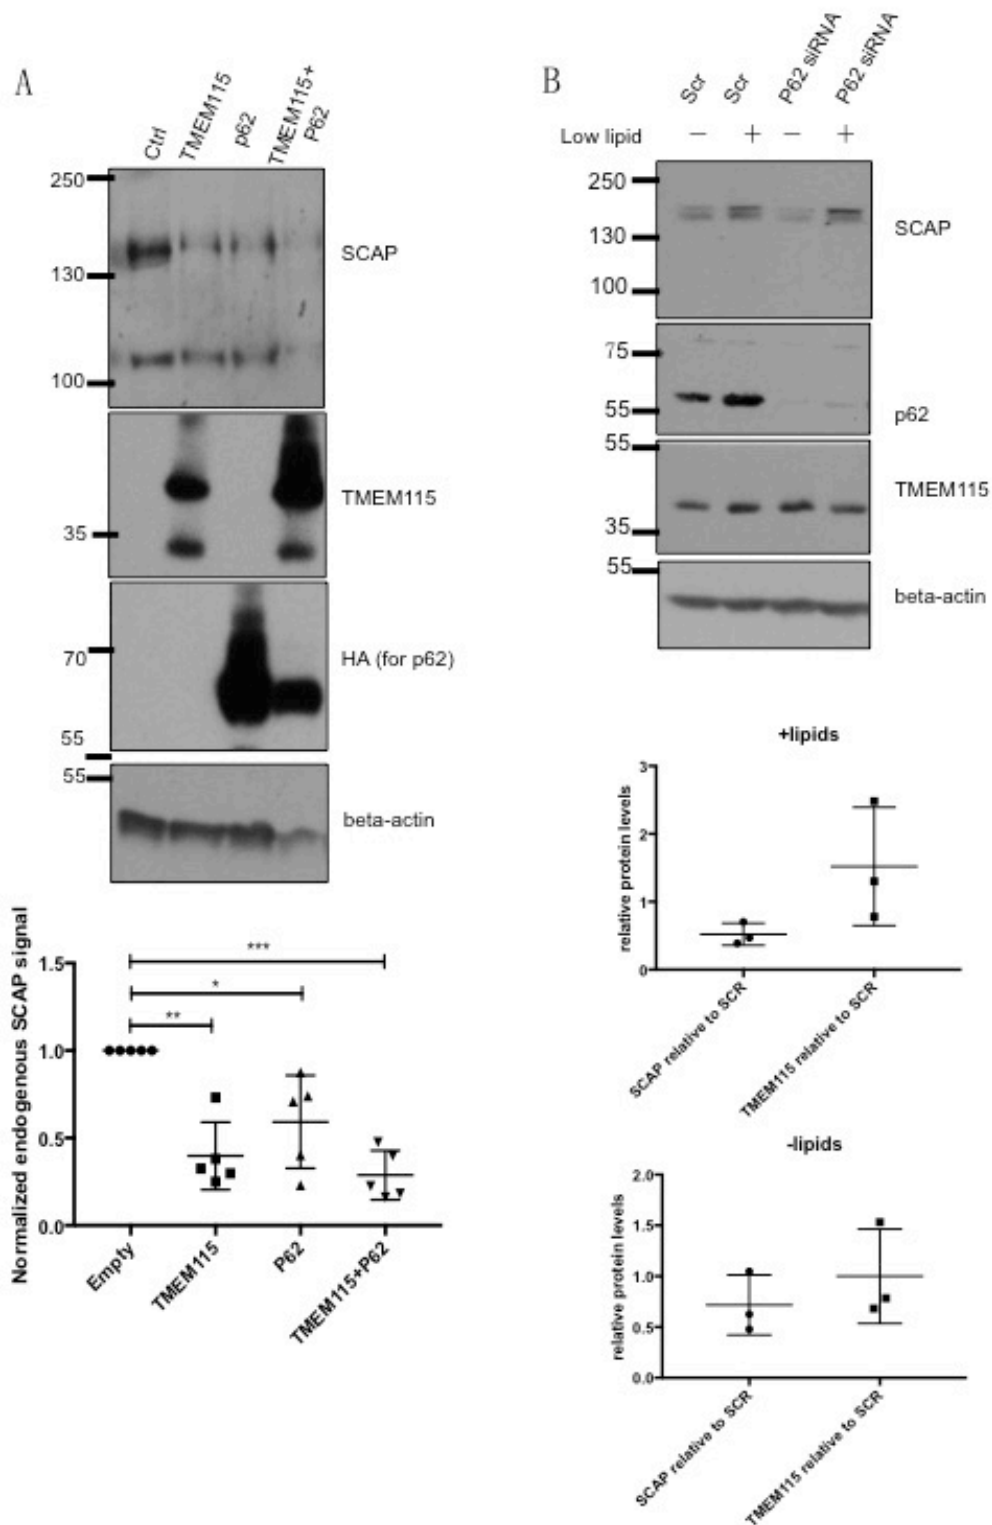 A
Ctrl
TMEM115
p62
TMEM115+
P62
250
130
100
SCAP
35
TMEM115
70
55
HA (for p62)
55
beta-actin
Normalized endogenous SCAP signal
1.5
1.0
0.5
0.0
***
*
**
Empty
TMEM115
P62
TMEM115+P62
B
Scr
Scr
P62 siRNA
P62 siRNA
Low lipid − + − +
250
130
100
SCAP
75
55
p62
55
35
TMEM115
55
beta-actin
+lipids
relative protein levels
3
2
1
0
SCAP relative to SCR
TMEM115 relative to SCR
-lipids
relative protein levels
2.0
1.5
1.0
0.5
0.0
SCAP relative to SCR
TMEM115 relative to SCR